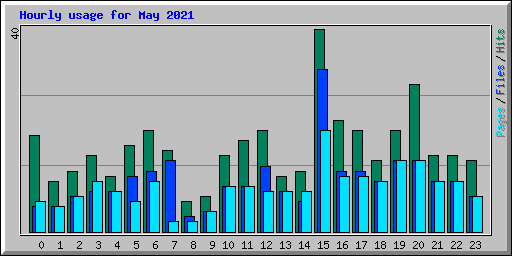 Hourly usage for May 2021
40
Pages / Files / Hits
0 1 2 3 4 5 6 7 8 9 10 11 12 13 14 15 16 17 18 19 20 21 22 23